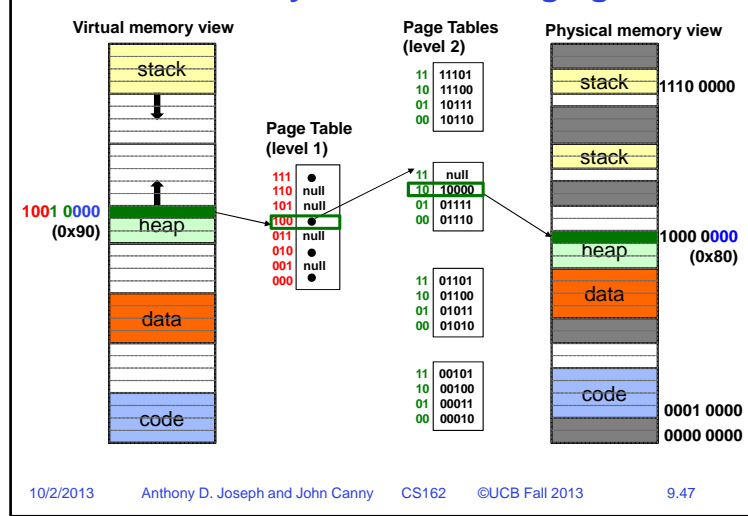 Virtual memory view
stack
1001 0000
(0x90)
heap
data
code
Page Table
(level 1)
111
110 null
101 null
100
011 null
010
001 null
000
Page Tables
(level 2)
11 11101
10 11100
01 10111
00 10110
11 null
10 10000
01 01111
00 01110
11 01101
10 01100
01 01011
00 01010
11 00101
10 00100
01 00011
00 00010
Physical memory view
stack 1110 0000
stack
1000 0000
heap (0x80)
data
code
0001 0000
0000 0000
10/2/2013 Anthony D. Joseph and John Canny CS162 ©UCB Fall 2013 9.47